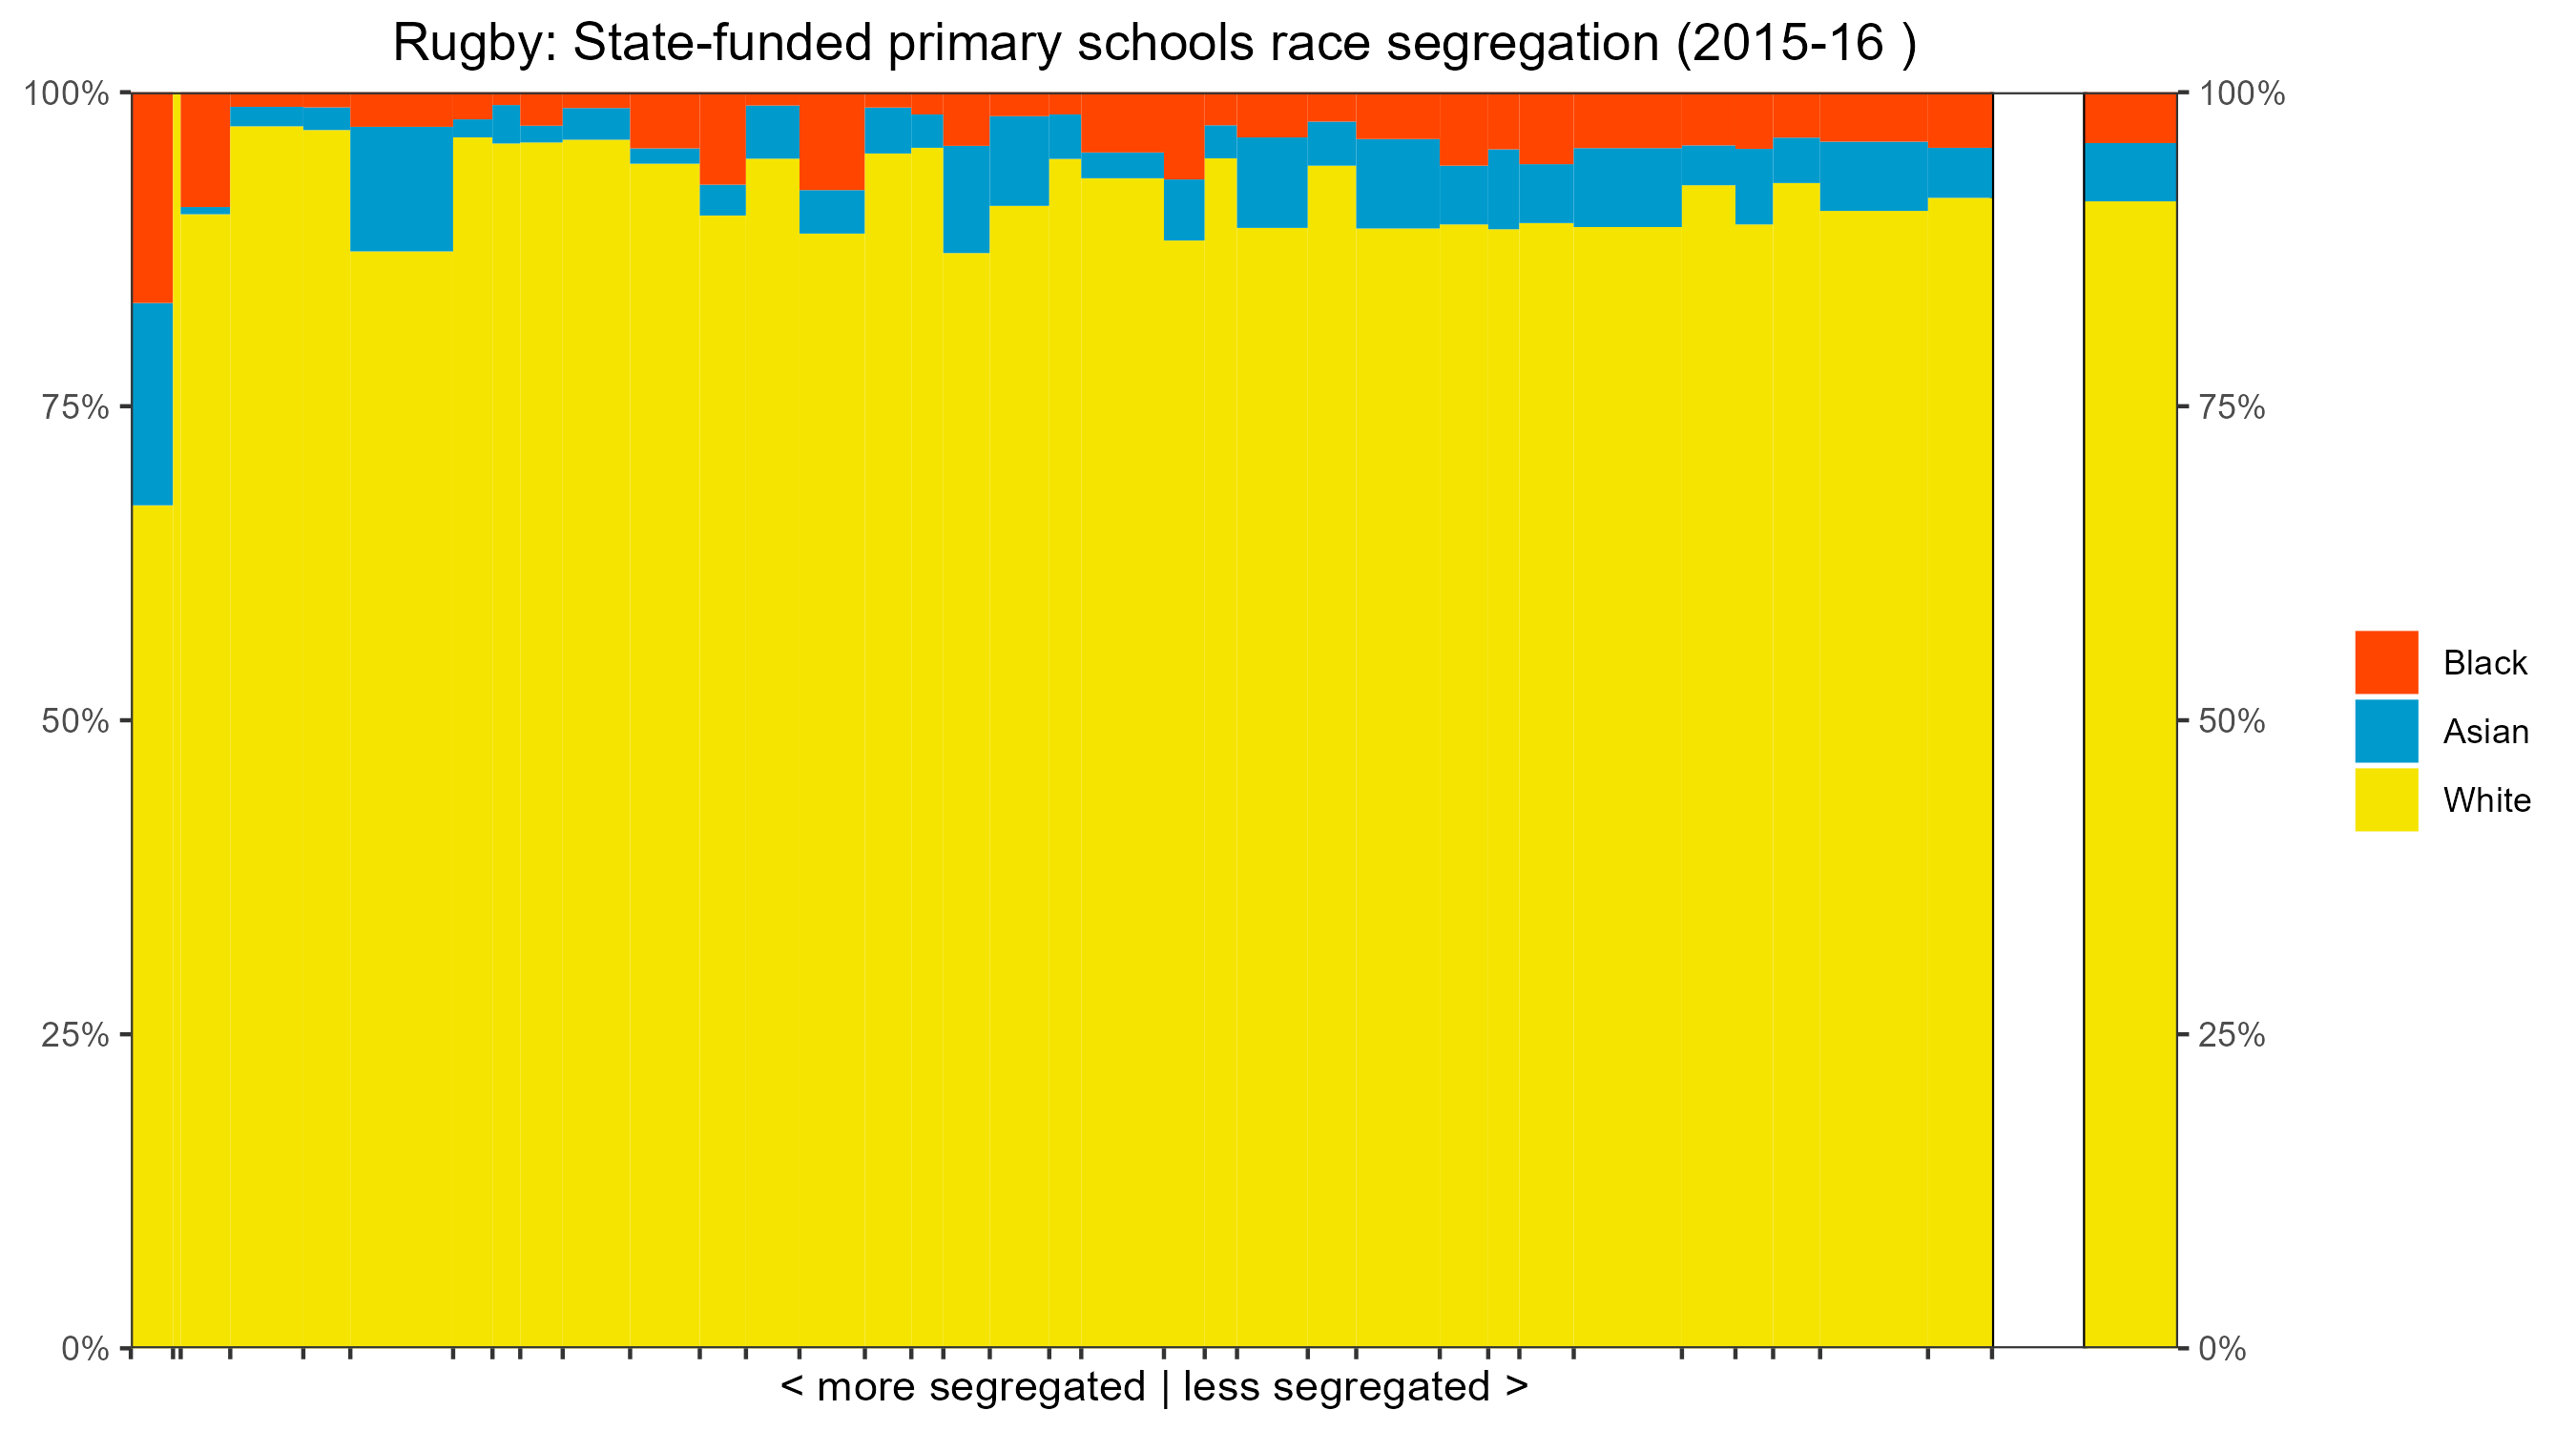 Rugby: State-funded primary schools race segregation (2015-16 )
100%
75%
50%
25%
0%
100%
75%
50%
25%
0%
Black
Asian
White
< more segregated | less segregated >